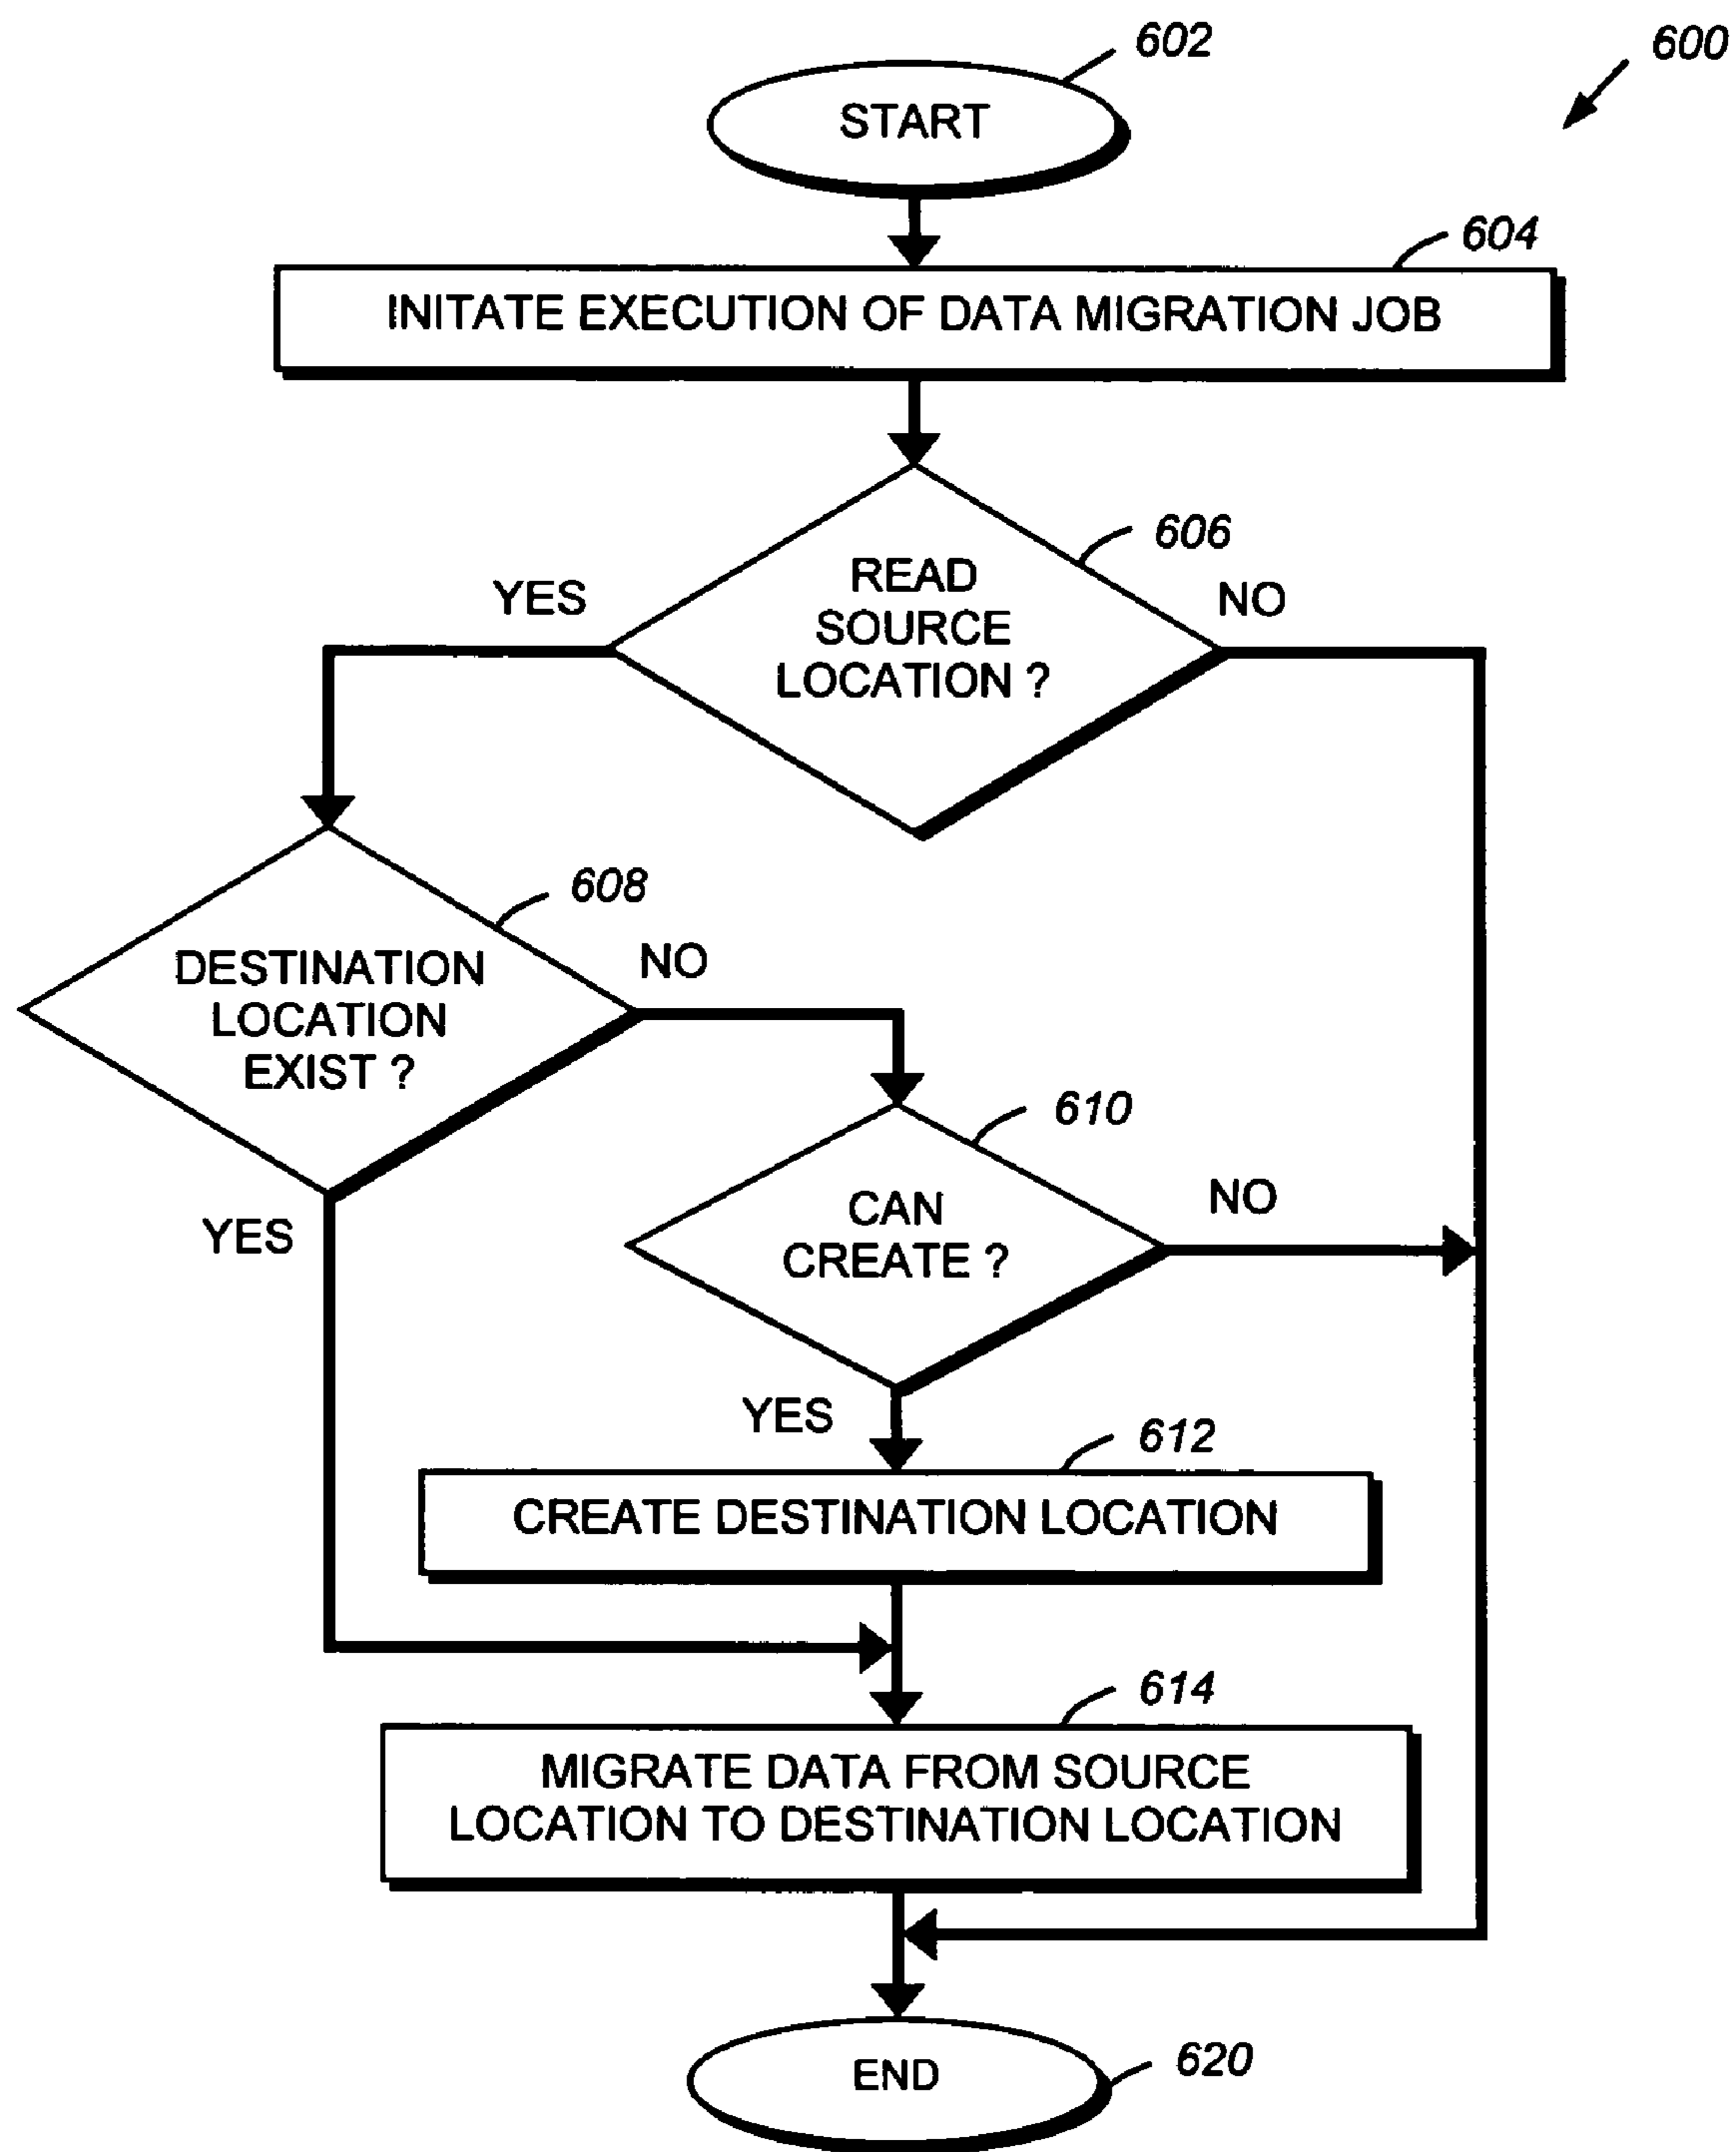 602
600
START
604
INITATE EXECUTION OF DATA MIGRATION JOB
606
YES
READ
SOURCE
LOCATION ?
NO
608
DESTINATION
LOCATION
EXIST ?
NO
610
YES
CAN
CREATE ?
NO
YES
612
CREATE DESTINATION LOCATION
614
MIGRATE DATA FROM SOURCE
LOCATION TO DESTINATION LOCATION
END
620